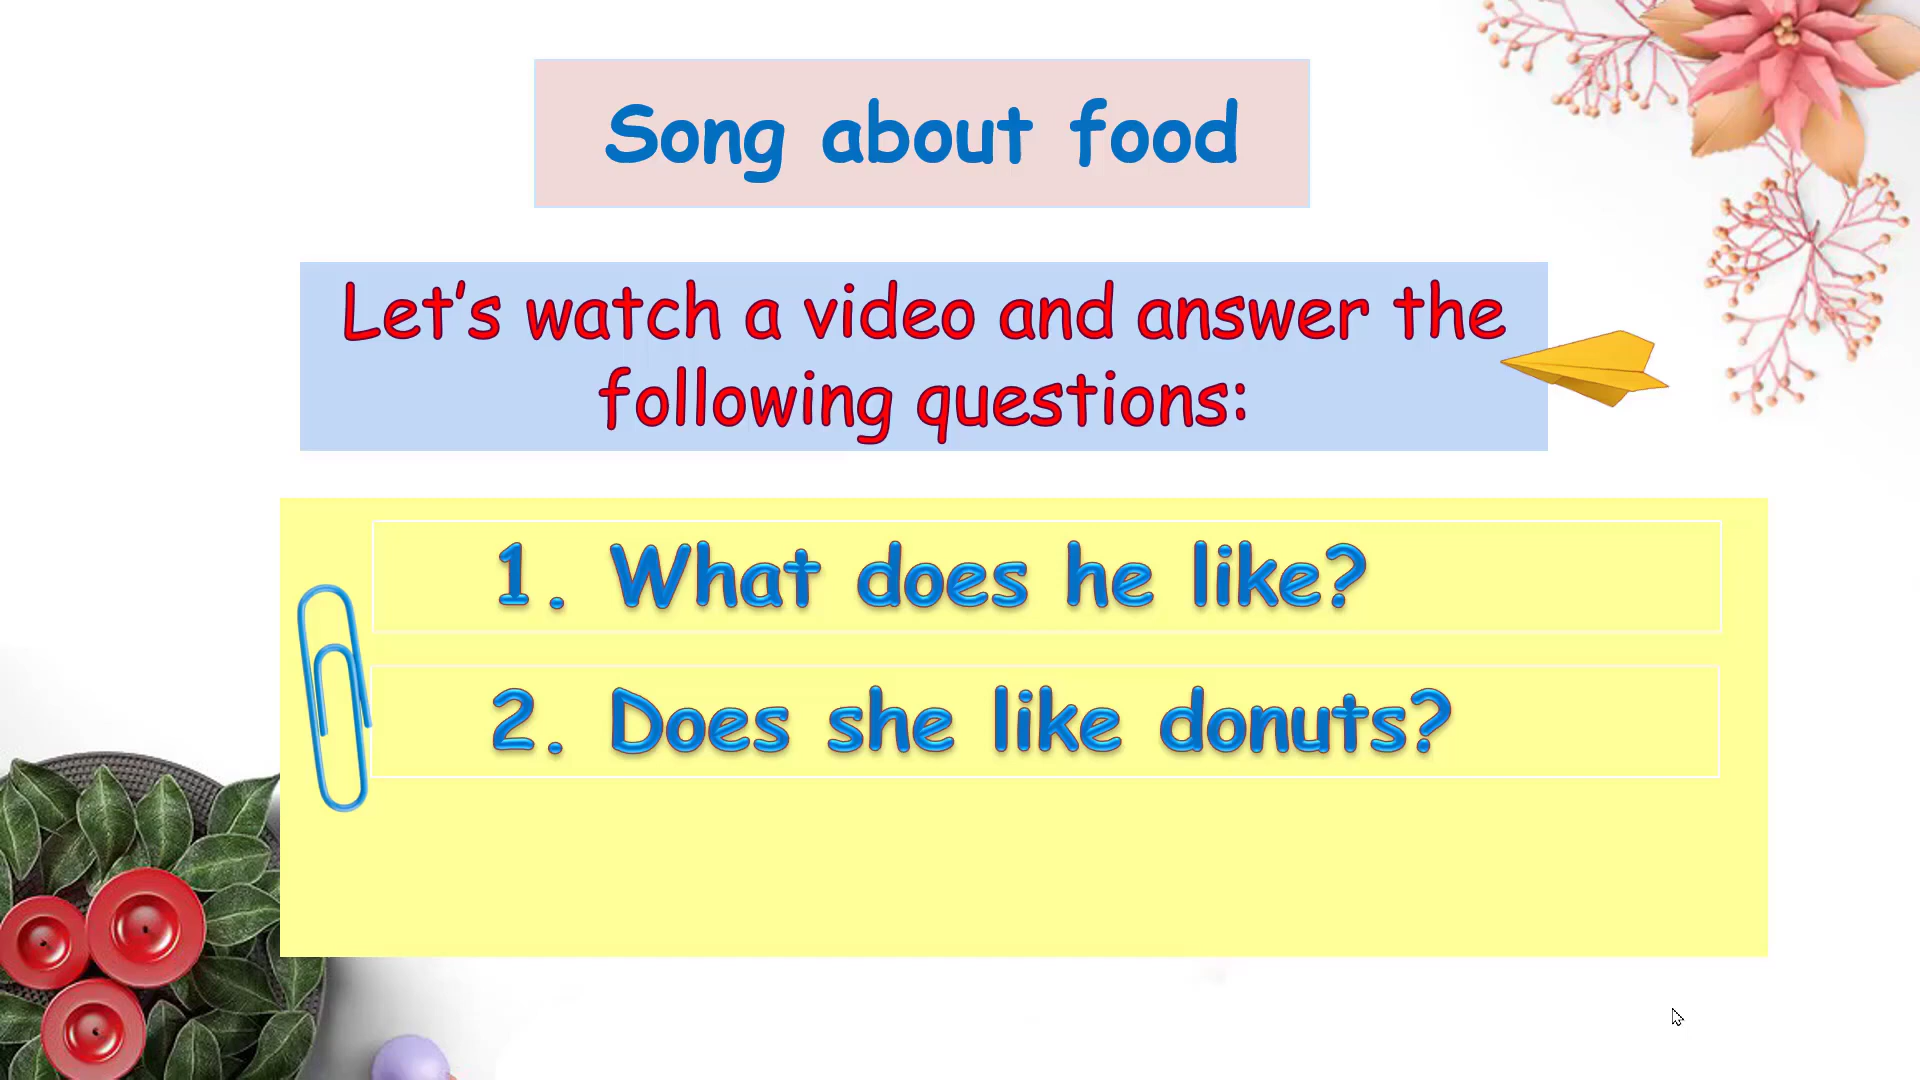 Song about food
Let's watch a video and answer the
following questions:
1. What does he like?
2. Does she like donuts?